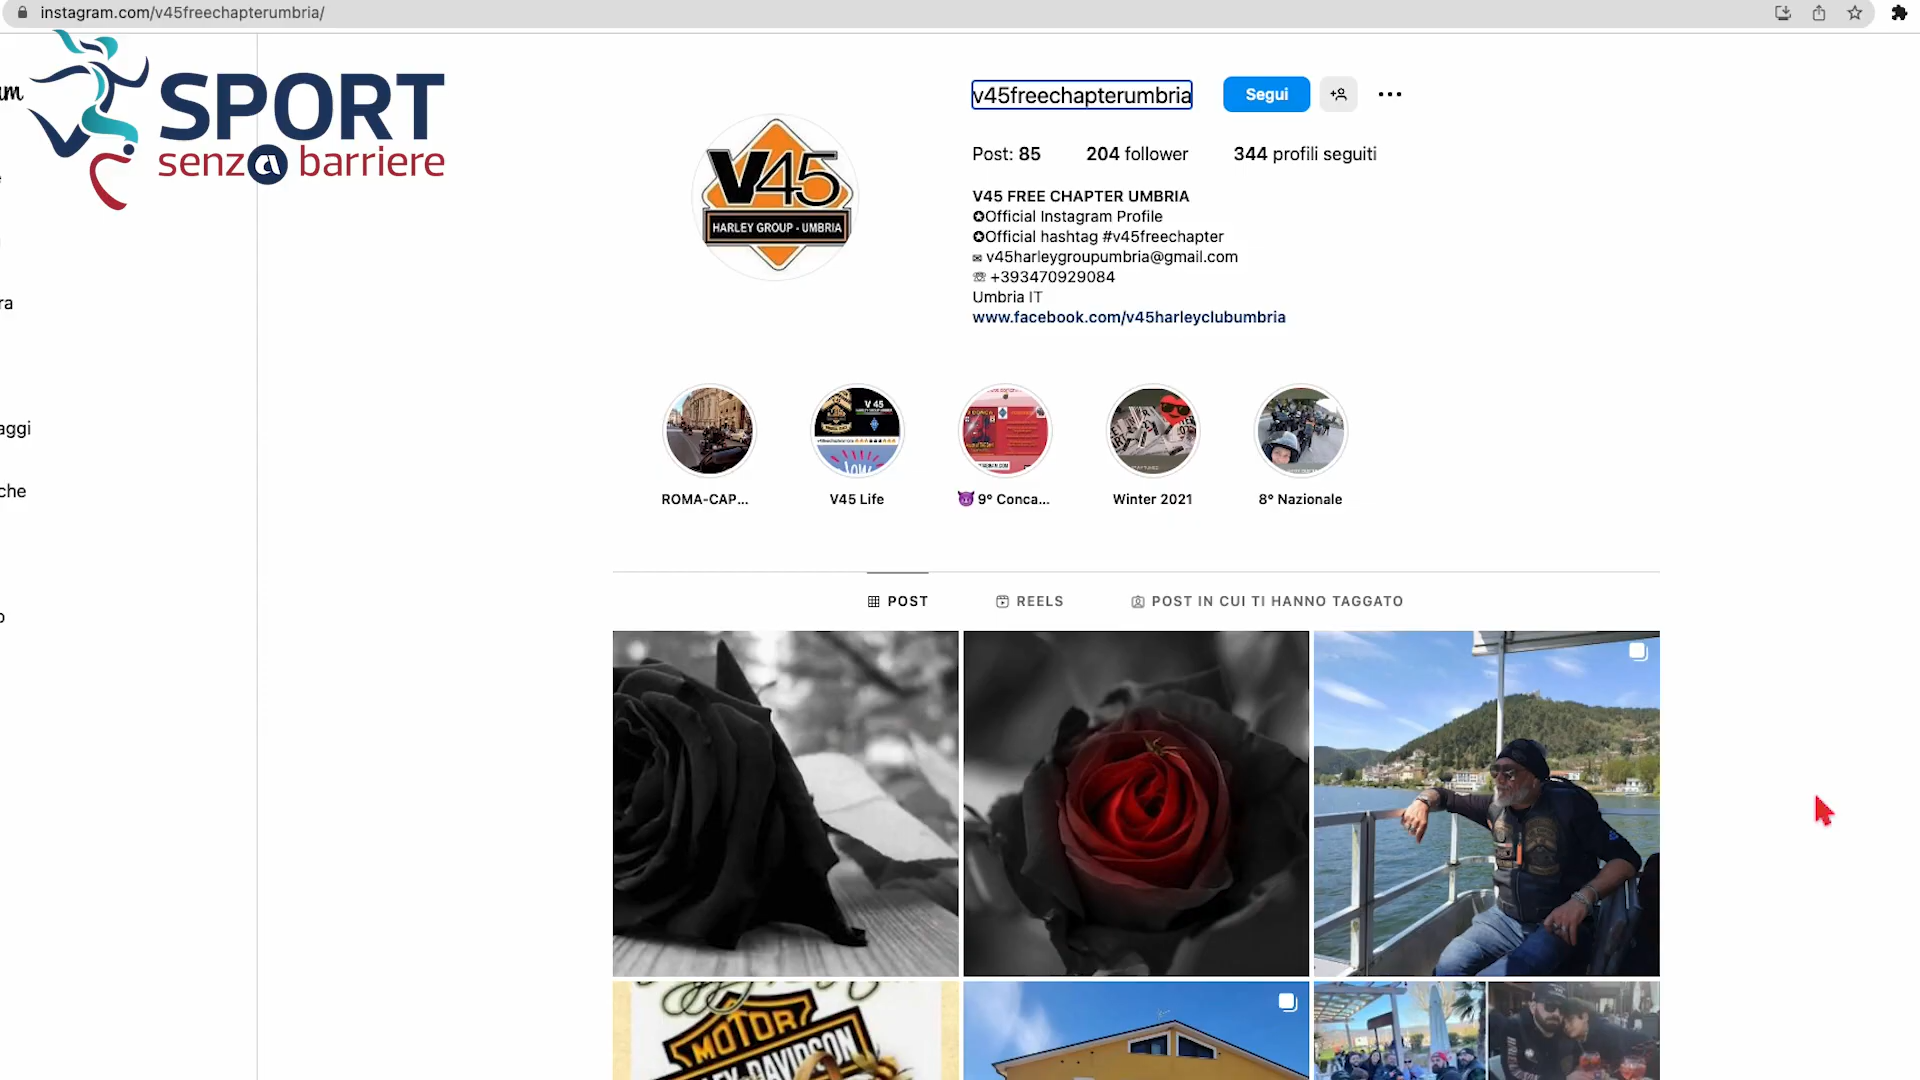 instagram.com/v45freechapterumbria/
SPORT
senza barriere
v45freechapterumbria
Segui
Post: 85
204 follower
344 profili seguiti
V45
HARLEY GROUP - UMBRIA
V45 FREE CHAPTER UMBRIA
✪Official Instagram Profile
✪Official hashtag #v45freechapter
✉ v45harleygroupumbria@gmail.com
☏ +393470929084
Umbria IT
www.facebook.com/v45harleyclubumbria
ra
aggi
che
V 45
ROMA-CAP...
V45 Life
😈 9° Conca...
Winter 2021
8° Nazionale
POST
REELS
POST IN CUI TI HANNO TAGGATO
MOTOR